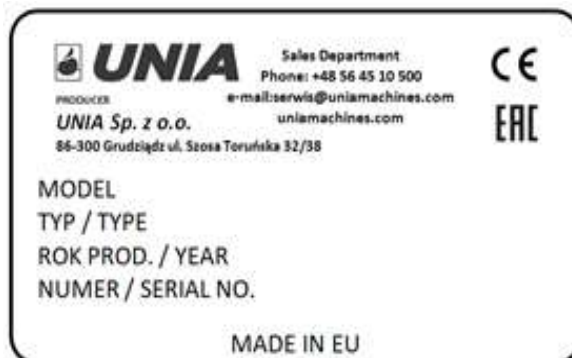 UNIA
Sales Department
Phone: +48 56 45 10 500
e-mail:serwis@uniamachines.com
uniamachines.com
CE
EAC
PRODUCER
UNIA Sp. z o.o.
86-300 Grudziądz ul. Szosa Toruńska 32/38
MODEL
TYP / TYPE
ROK PROD. / YEAR
NUMER / SERIAL NO.
MADE IN EU